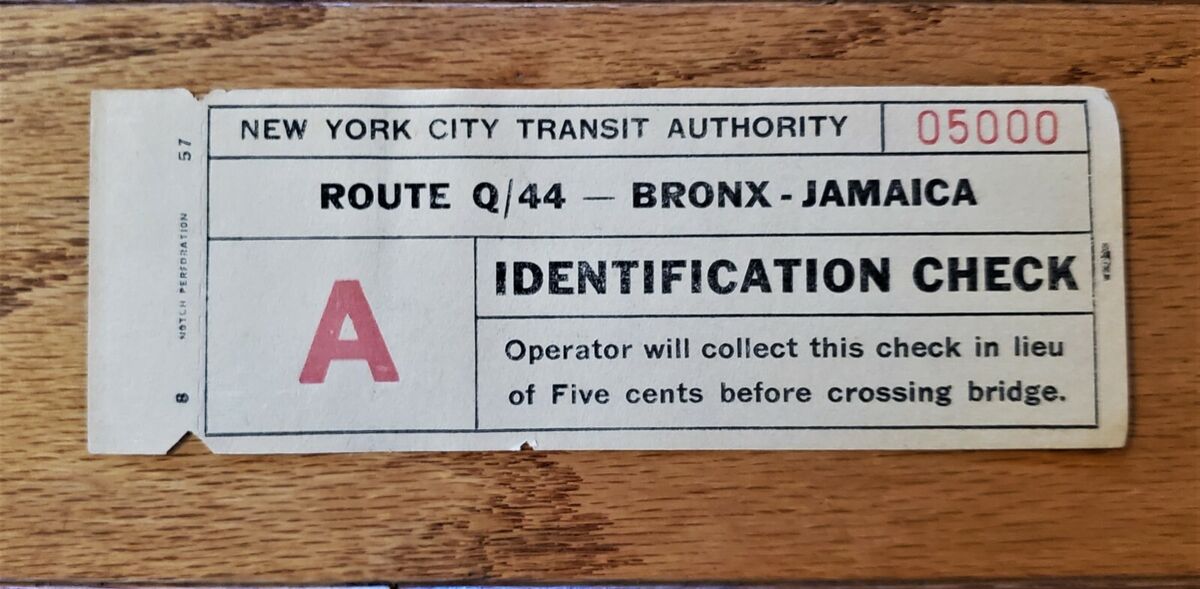 NEW YORK CITY TRANSIT AUTHORITY 05000
ROUTE Q/44 — BRONX - JAMAICA
A
IDENTIFICATION CHECK
Operator will collect this check in lieu
of Five cents before crossing bridge.
8 NOTCH PERFORATION 57